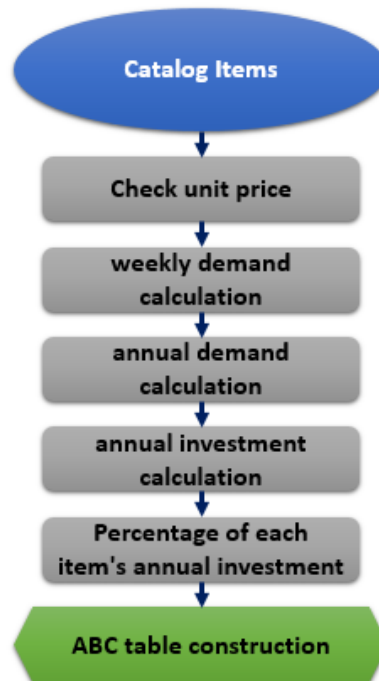 Catalog Items
Check unit price
weekly demand
calculation
annual demand
calculation
annual investment
calculation
Percentage of each
item's annual investment
ABC table construction